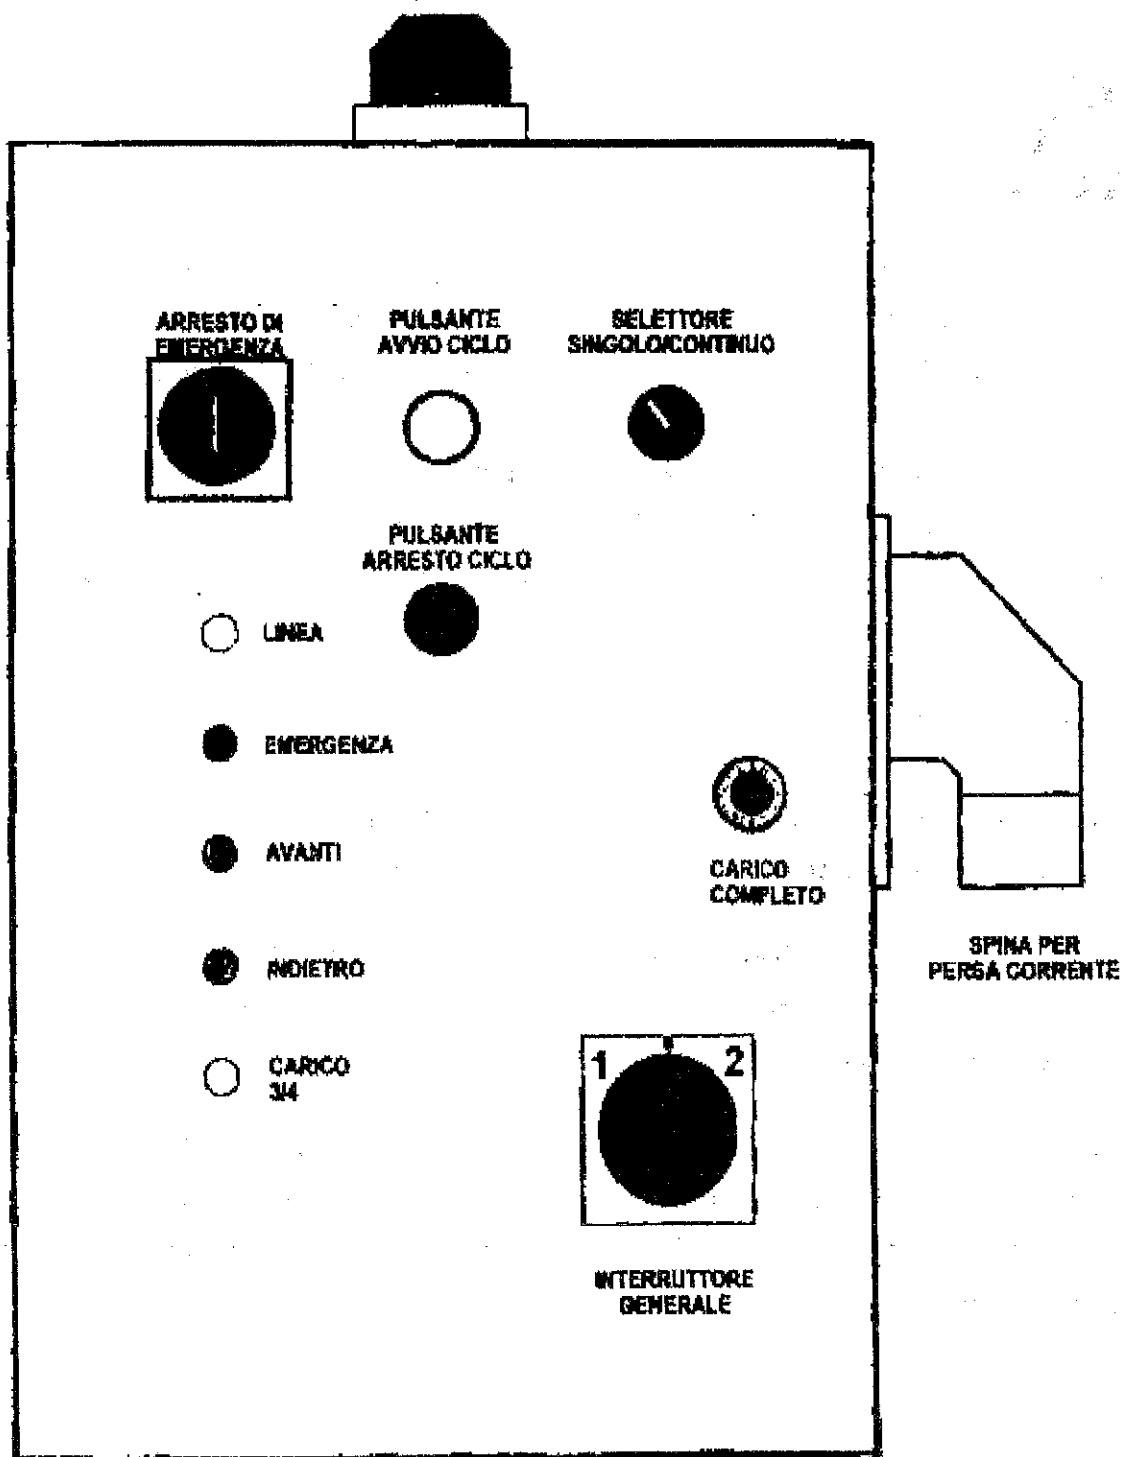 ARRESTO DI
EMERGENZA
PULSANTE
AVVIO CICLO
SELETTORE
SINGOLO/CONTINUO
PULSANTE
ARRESTO CICLO
LINEA
EMERGENZA
AVANTI
CARICO
COMPLETO
SPINA PER
PERSA CORRENTE
INDIETRO
CARICO
3/4
1 2
INTERRUTTORE
GENERALE